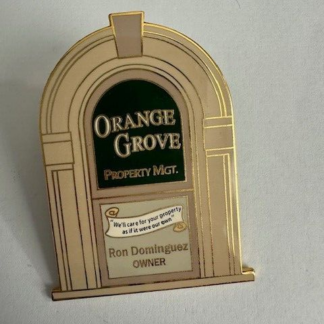 ORANGE
GROVE
PROPERTY MGT.
"We'll care for your property
as if it were our own"
Ron Dominguez
OWNER